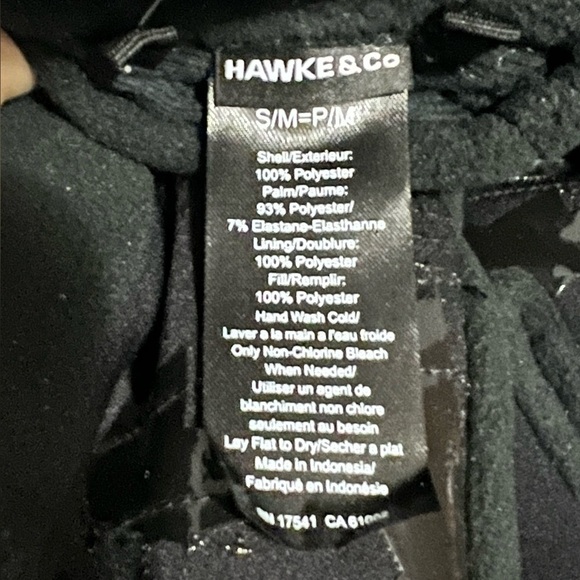 HAWKE & Co
S/M=P/M
Shell/Exterieur:
100% Polyester
Palm/Paume:
93% Polyester/
7% Elastane-Elasthanne
Lining/Doublure:
100% Polyester
Fill/Remplir:
100% Polyester
Hand Wash Cold/
Laver a la main a l'eau froide
Only Non-Chlorine Bleach
When Needed/
Utiliser un agent de
blanchiment non chlore
seulement au besoin
Lay Flat to Dry/Secher a plat
Made in Indonesia/
Fabriqué en Indonésie
17541 CA